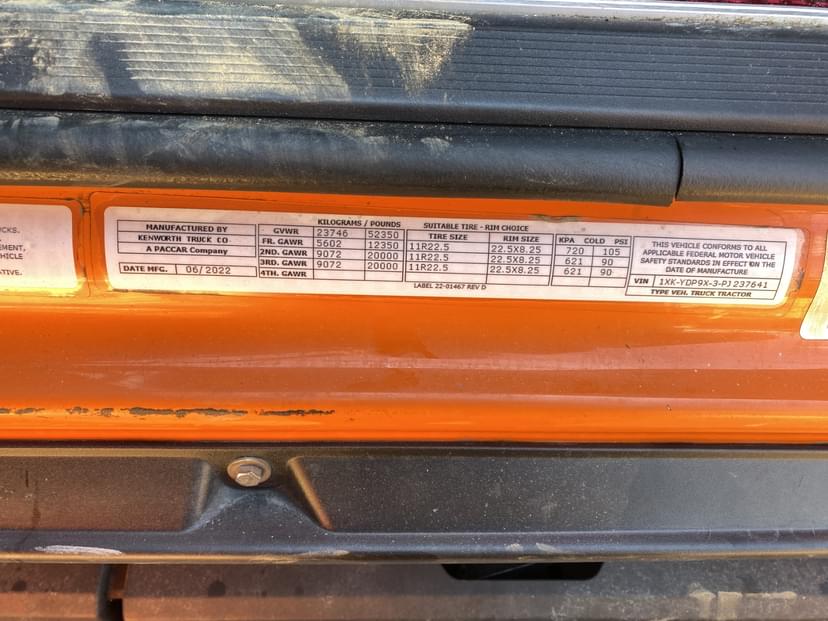 UCKS.
EMENT,
EHICLE
ATIVE.
MANUFACTURED BY
KENWORTH TRUCK CO
A PACCAR Company
DATE MFG. 06/2022
KILOGRAMS / POUNDS SUITABLE TIRE - RIM CHOICE
GVWR 23746 52350 TIRE SIZE RIM SIZE KPA COLD PSI
FR. GAWR 5602 12350 11R22.5 22.5X8.25 720 105
2ND. GAWR 9072 20000 11R22.5 22.5X8.25 621 90
3RD. GAWR 9072 20000 11R22.5 22.5X8.25 621 90
4TH. GAWR
LABEL 22-01467 REV D
THIS VEHICLE CONFORMS TO ALL
APPLICABLE FEDERAL MOTOR VEHICLE
SAFETY STANDARDS IN EFFECT ON THE
DATE OF MANUFACTURE
VIN 1XK-YDP9X-3-PJ237641
TYPE VEH. TRUCK TRACTOR